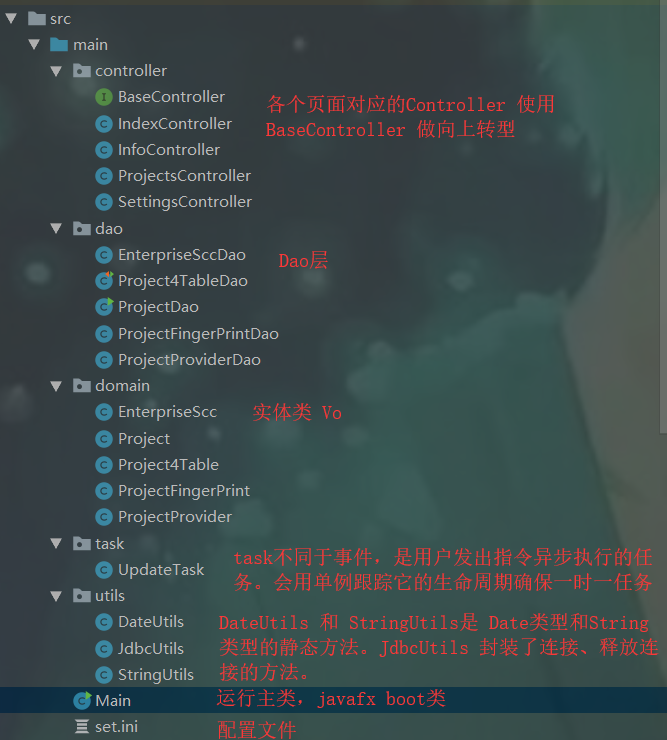 src
main
controller
BaseController
IndexController
InfoController
ProjectsController
SettingsController
各个页面对应的Controller 使用
BaseController 做向上转型
dao
EnterpriseSccDao
Project4TableDao
ProjectDao
ProjectFingerPrintDao
ProjectProviderDao
Dao层
domain
EnterpriseScc
Project
Project4Table
ProjectFingerPrint
ProjectProvider
实体类 Vo
task
UpdateTask
task不同于事件，是用户发出指令异步执行的任
务。会用单例跟踪它的生命周期确保一时一任务
utils
DateUtils
JdbcUtils
StringUtils
DateUtils 和 StringUtils是 Date类型和String
类型的静态方法。JdbcUtils 封装了连接、释放连
接的方法。
Main
运行主类，javafx boot类
set.ini
配置文件